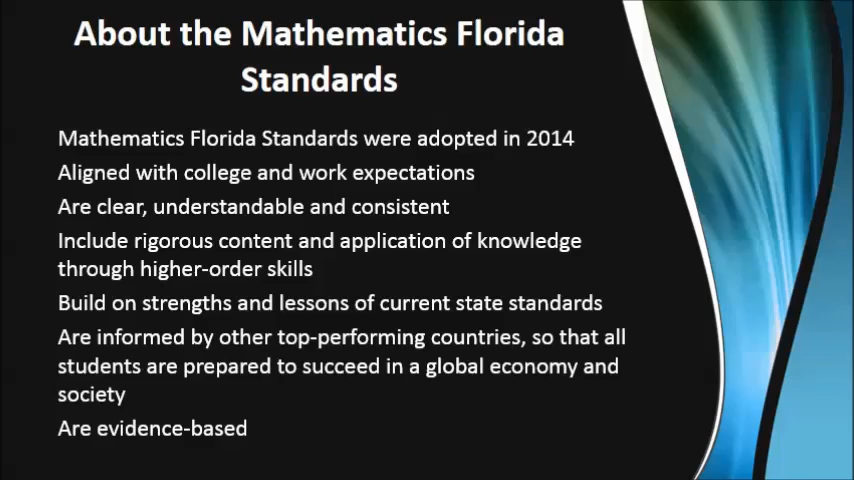 About the Mathematics Florida
Standards
Mathematics Florida Standards were adopted in 2014
Aligned with college and work expectations
Are clear, understandable and consistent
Include rigorous content and application of knowledge
through higher-order skills
Build on strengths and lessons of current state standards
Are informed by other top-performing countries, so that all
students are prepared to succeed in a global economy and
society
Are evidence-based